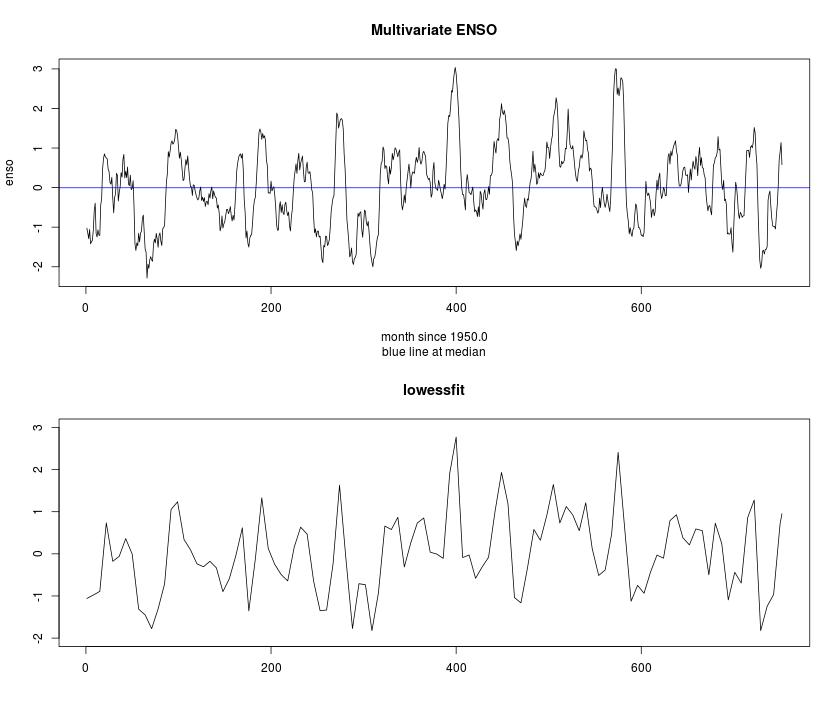 Multivariate ENSO
3
2
1
0
-1
-2
enso
0 200 400 600
month since 1950.0
blue line at median
lowessfit
3
2
1
0
-1
-2
0 200 400 600